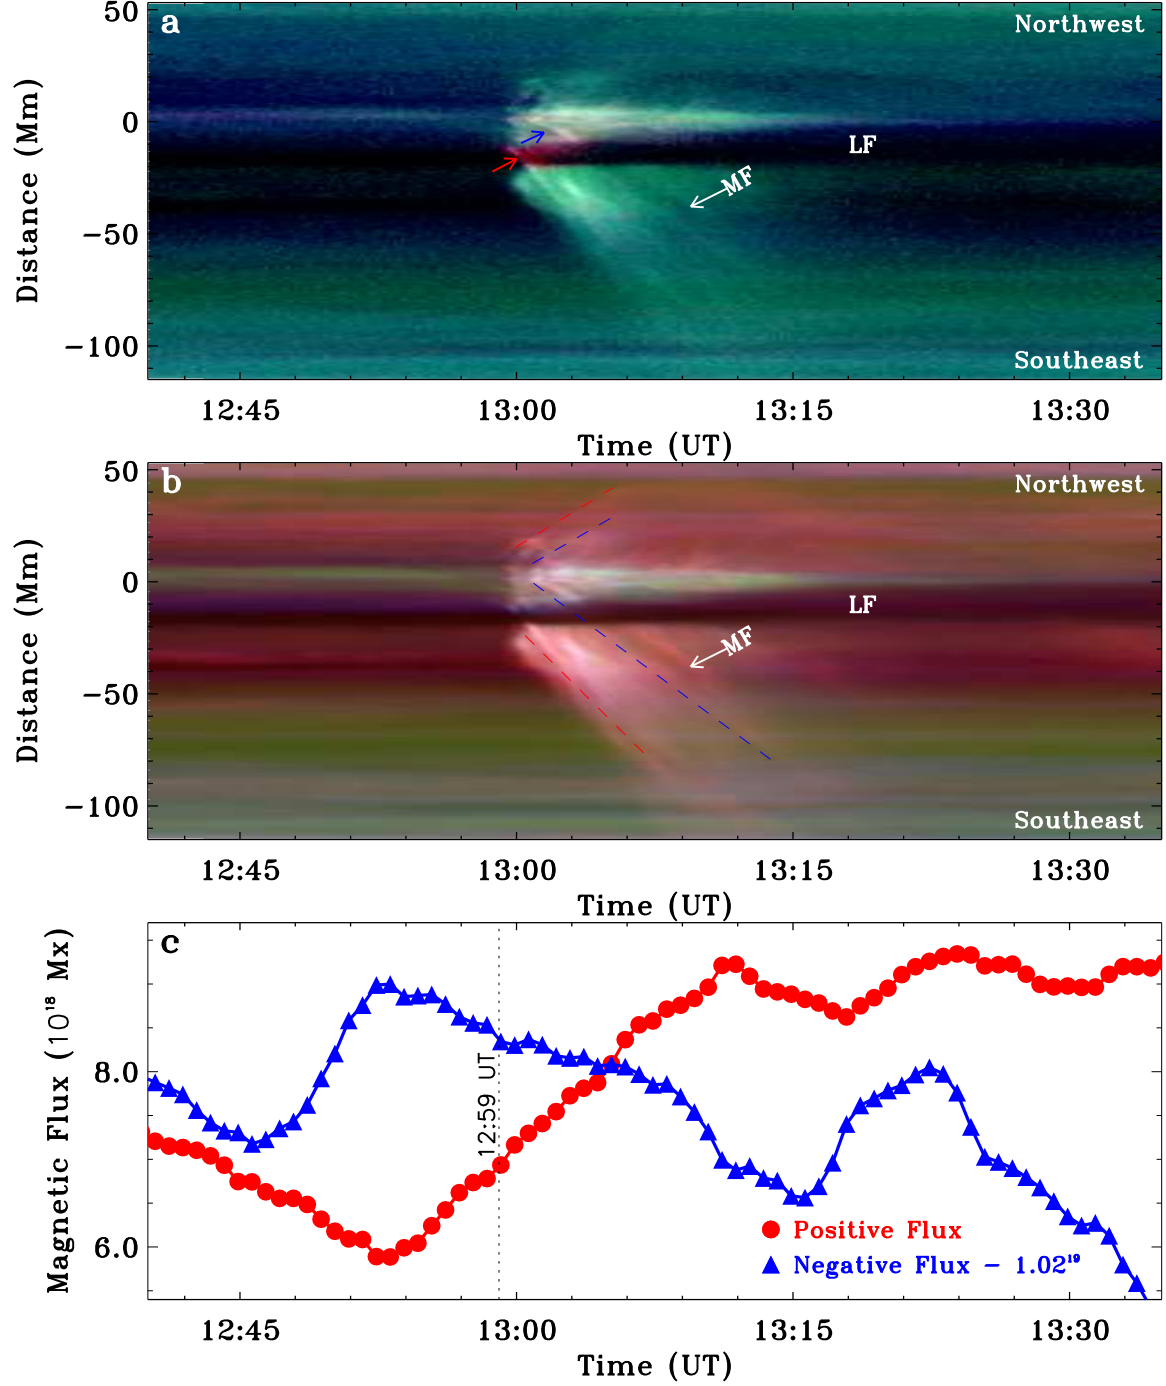 a
Northwest
50
0
−50
−100
Distance (Mm)
LF
MF
Southeast
12:45 13:00 13:15 13:30
Time (UT)
b
Northwest
50
0
−50
−100
Distance (Mm)
LF
MF
Southeast
12:45 13:00 13:15 13:30
Time (UT)
c
8.0
6.0
Magnetic Flux (10¹⁸ Mx)
12:59 UT
Positive Flux
Negative Flux − 1.02¹⁹
12:45 13:00 13:15 13:30
Time (UT)